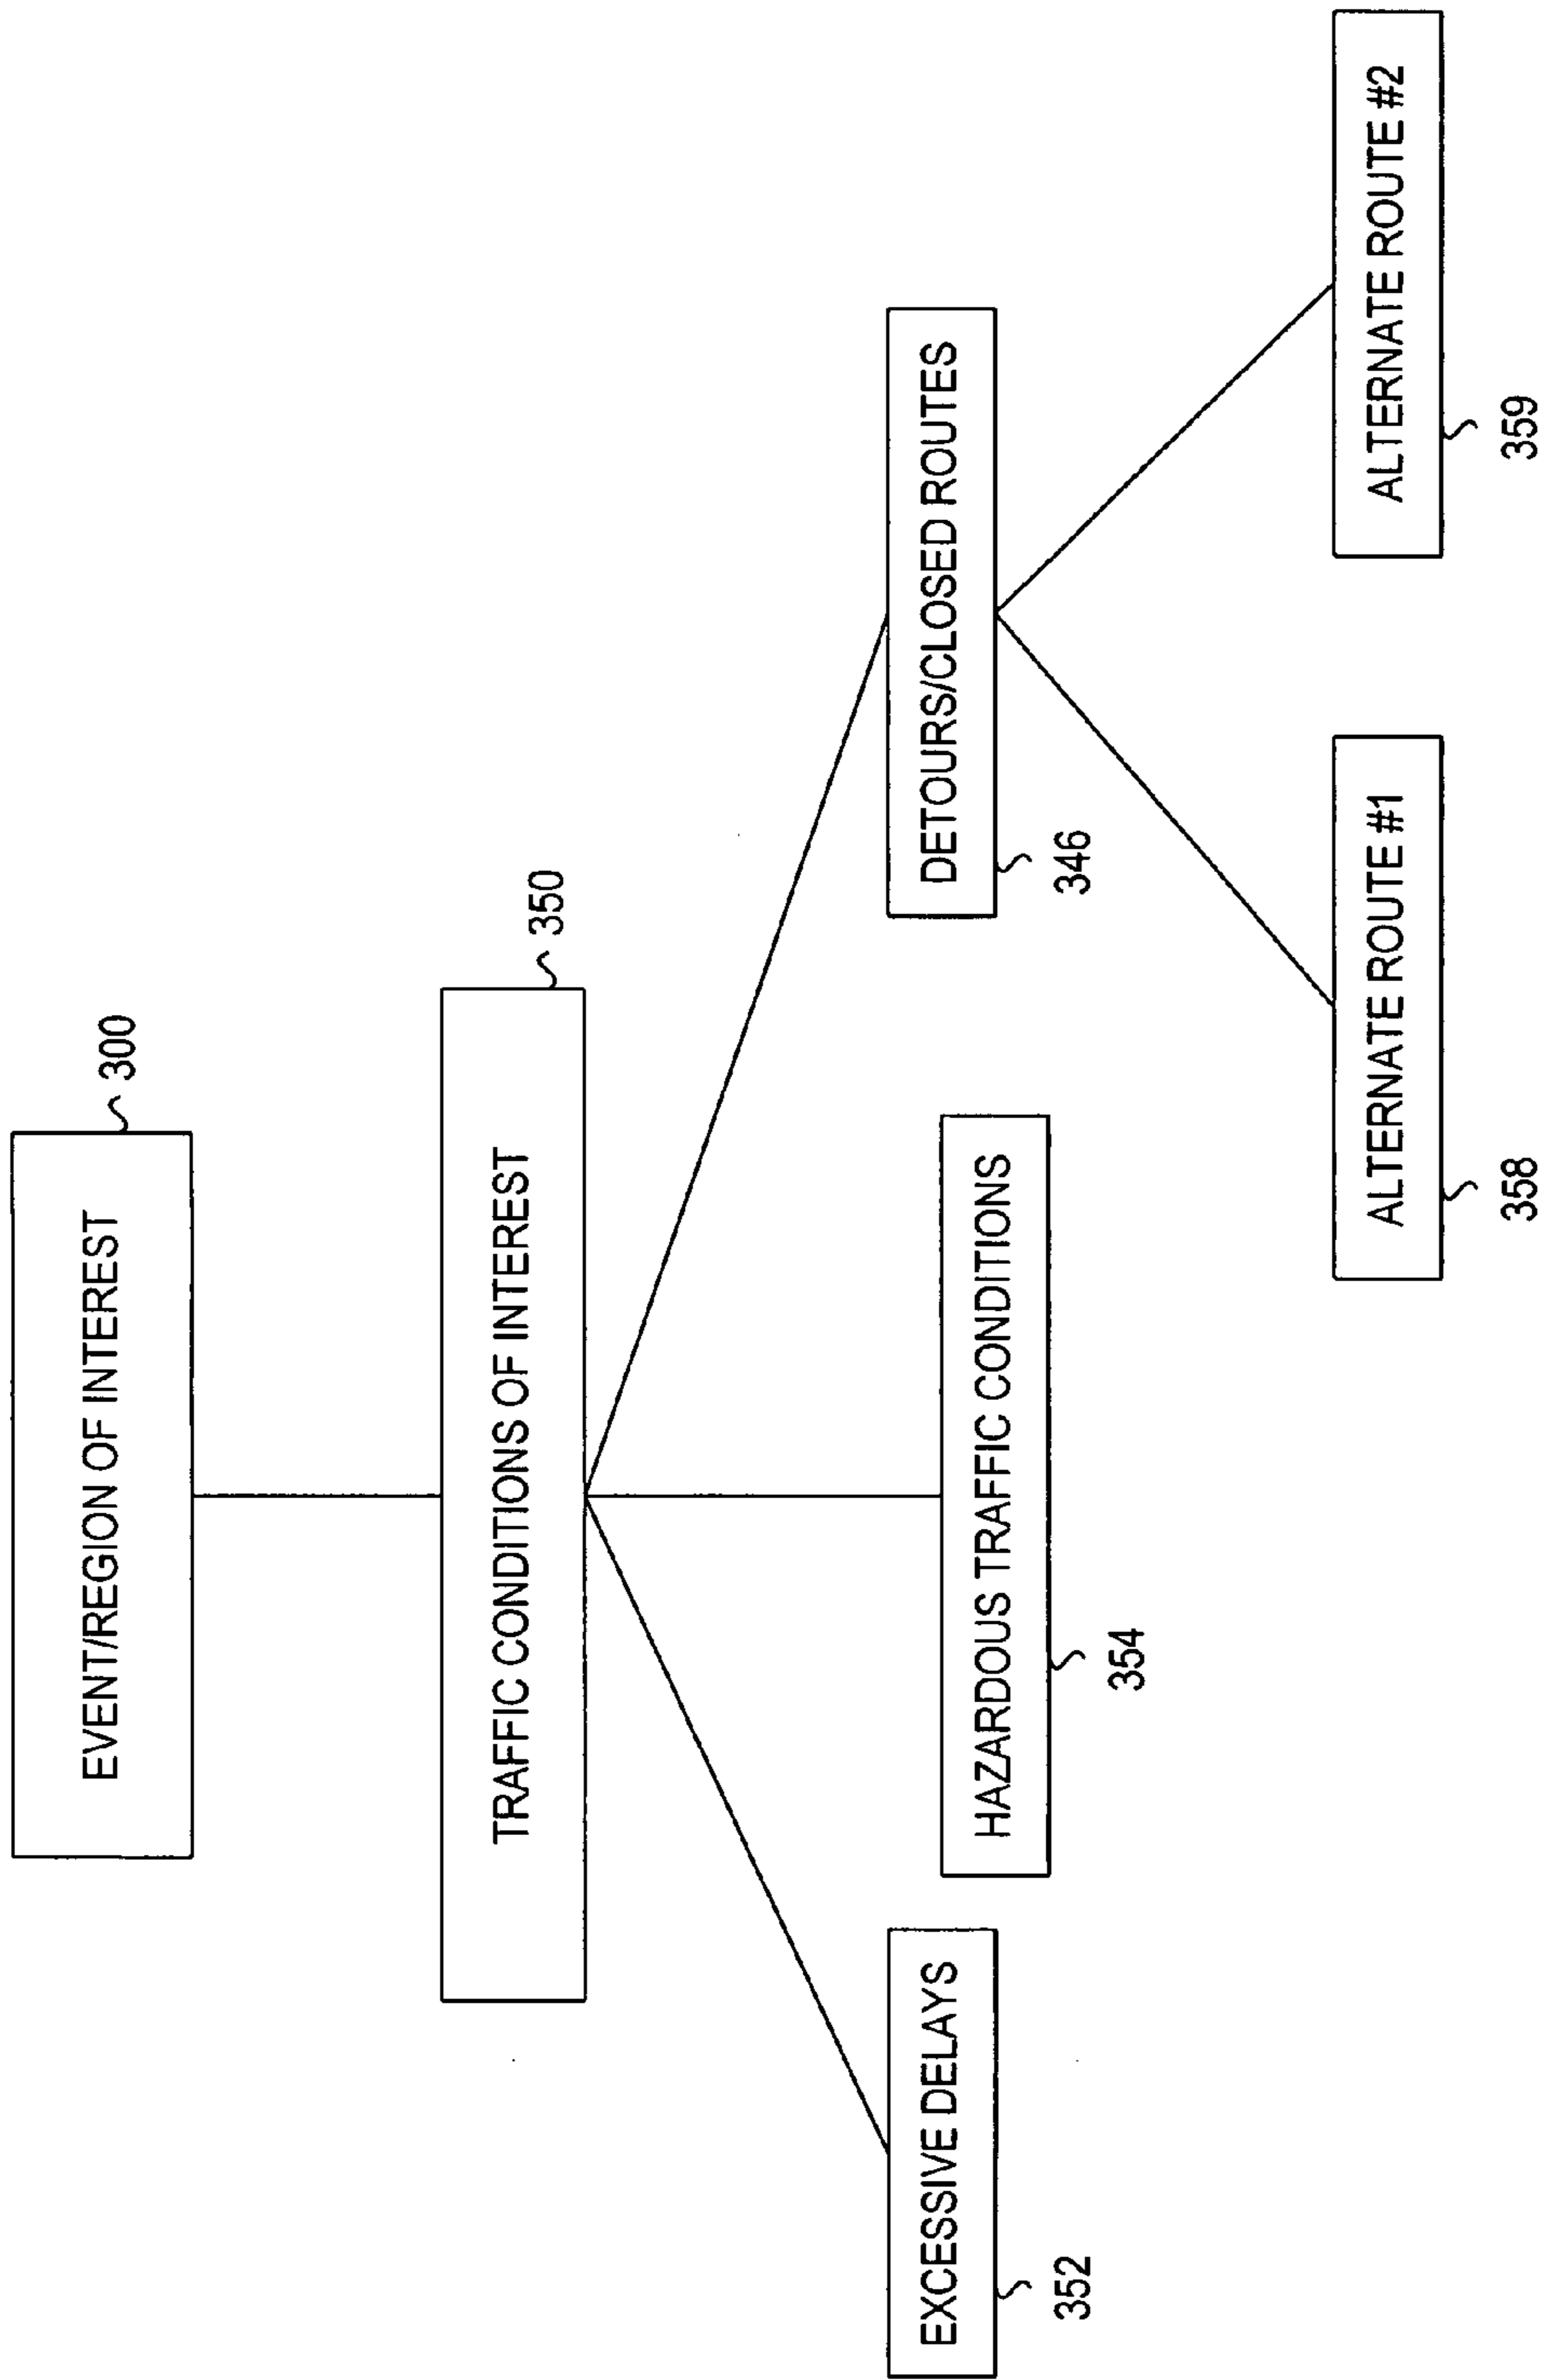 EVENT/REGION OF INTEREST
300
TRAFFIC CONDITIONS OF INTEREST
350
EXCESSIVE DELAYS
352
HAZARDOUS TRAFFIC CONDITIONS
354
DETOURS/CLOSED ROUTES
346
ALTERNATE ROUTE #1
358
ALTERNATE ROUTE #2
359